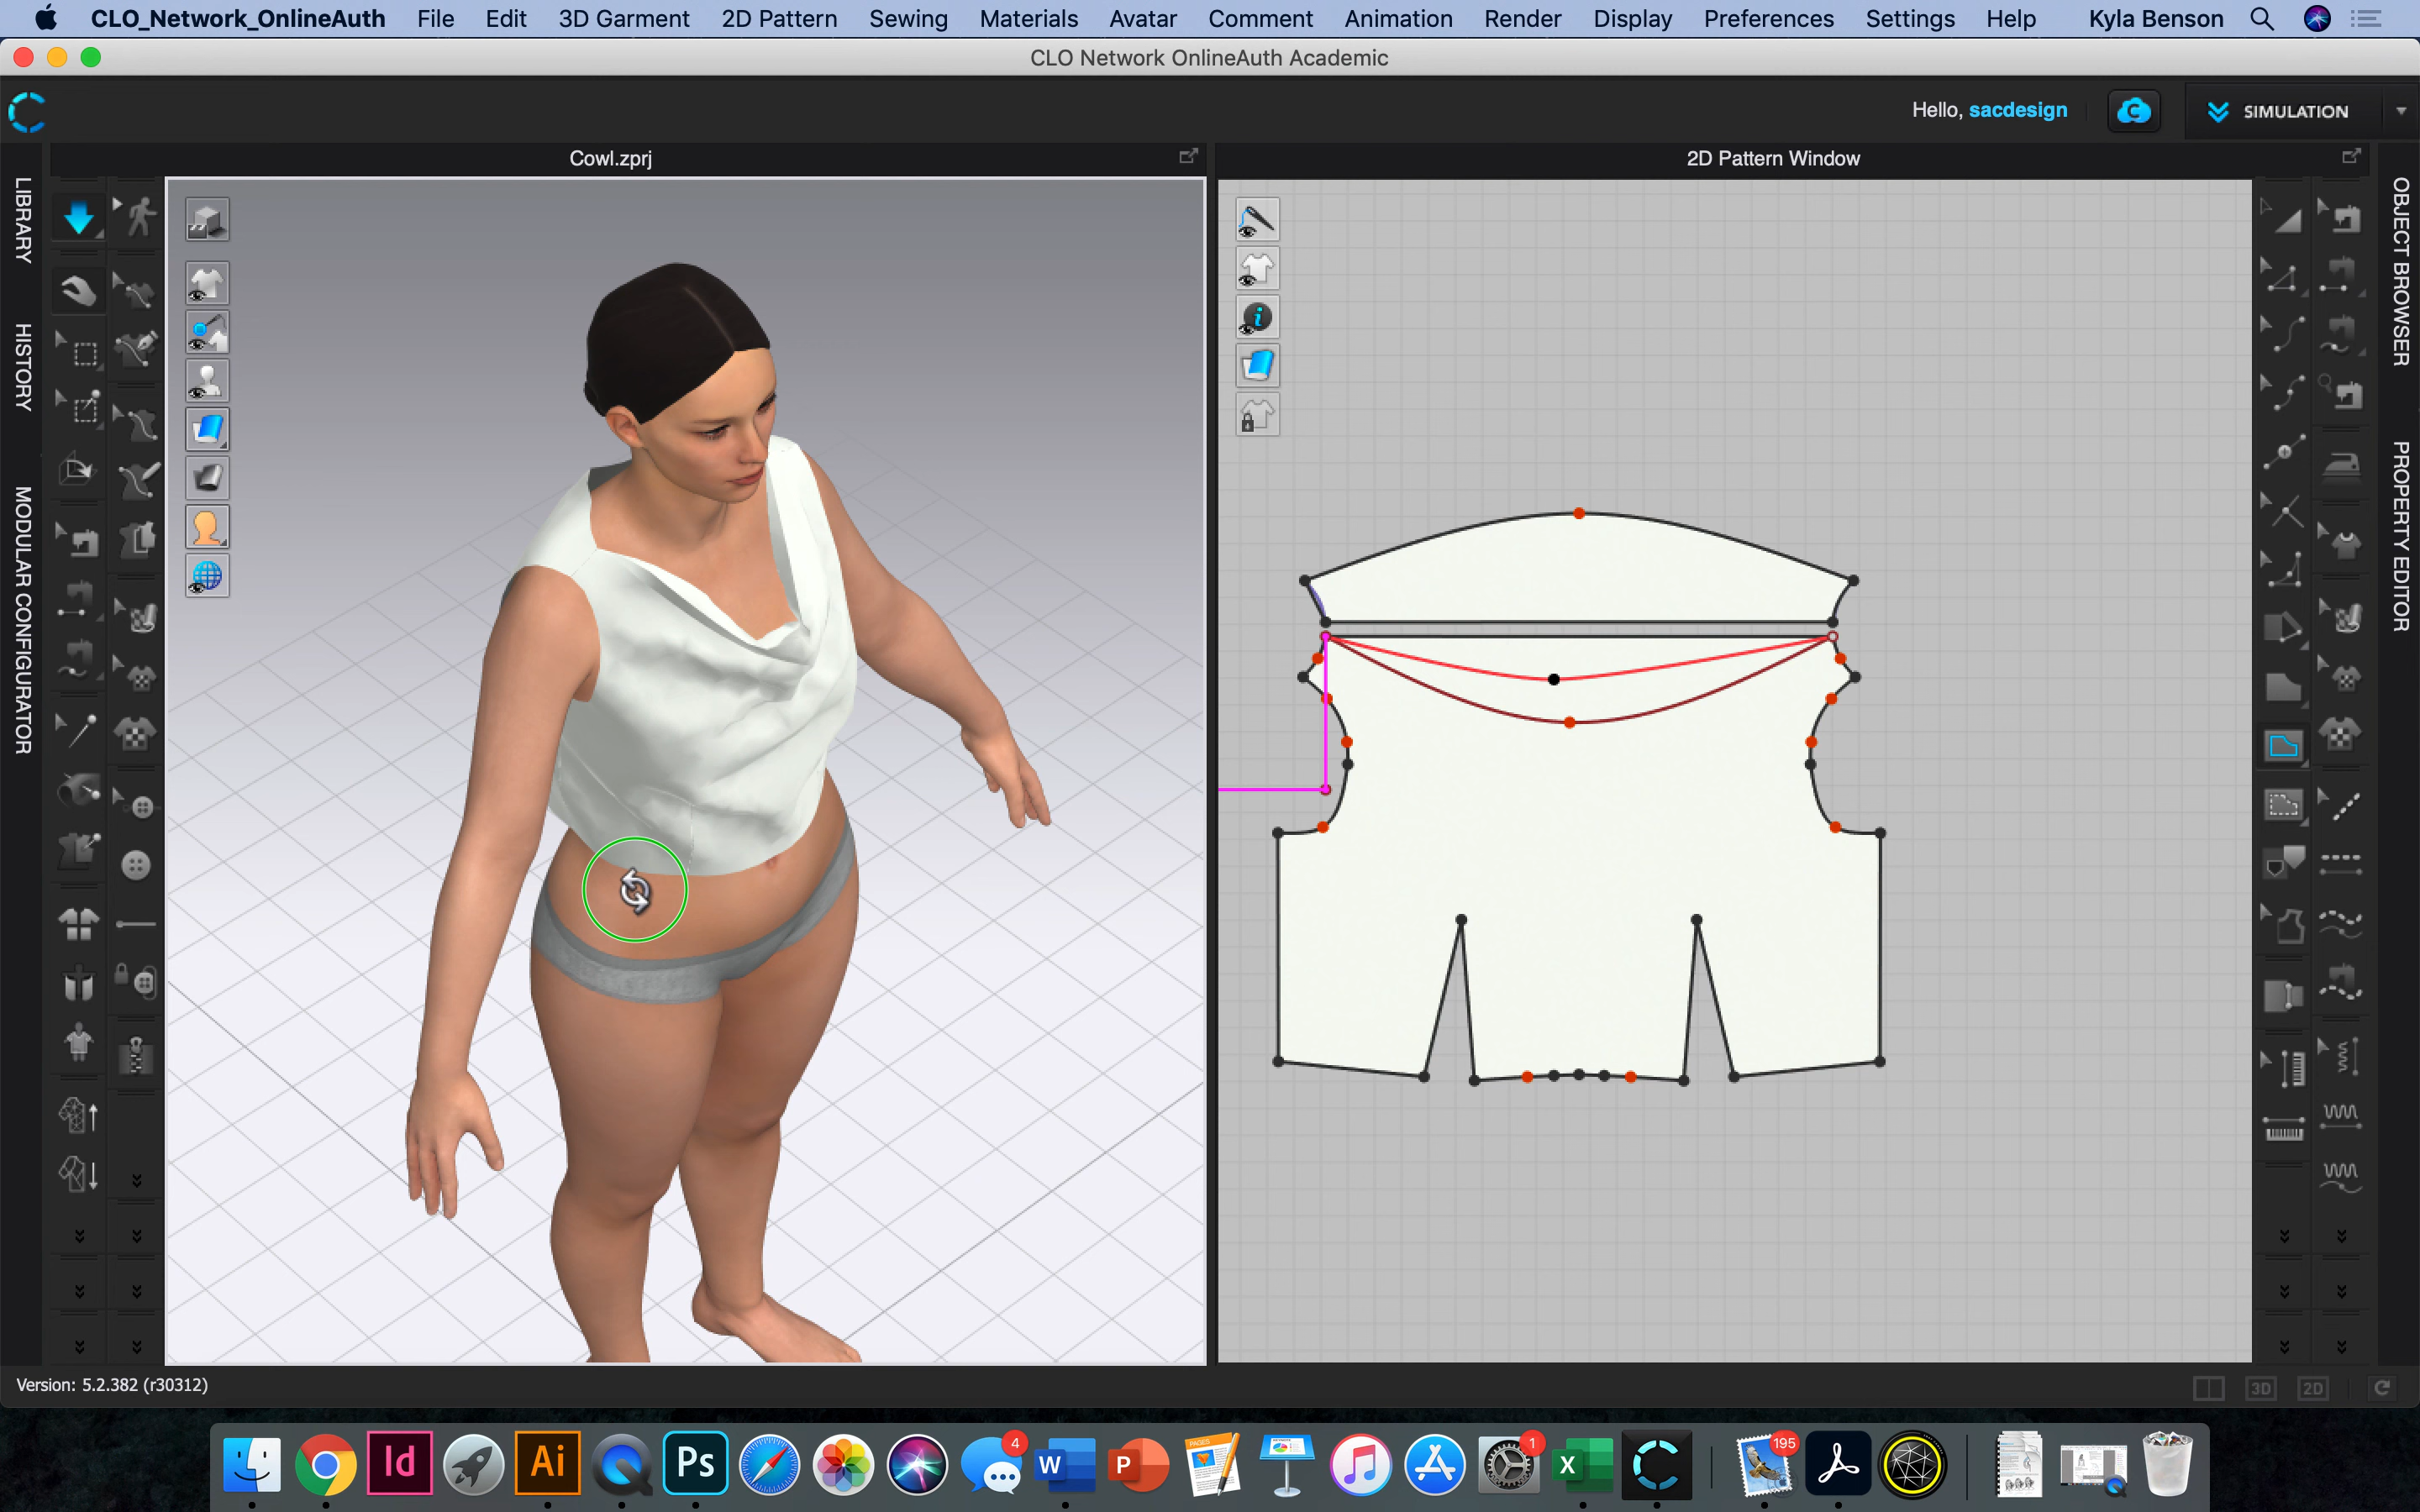 CLO_Network_OnlineAuth File Edit 3D Garment 2D Pattern Sewing Materials Avatar Comment Animation Render Display Preferences Settings Help Kyla Benson
CLO Network OnlineAuth Academic
Hello, sacdesign
SIMULATION
Cowl.zprj
2D Pattern Window
LIBRARY
HISTORY
MODULAR CONFIGURATOR
OBJECT BROWSER
PROPERTY EDITOR
Version: 5.2.382 (r30312)
3D 2D
Id Ai Ps 4 W P PAGES 1 X 195